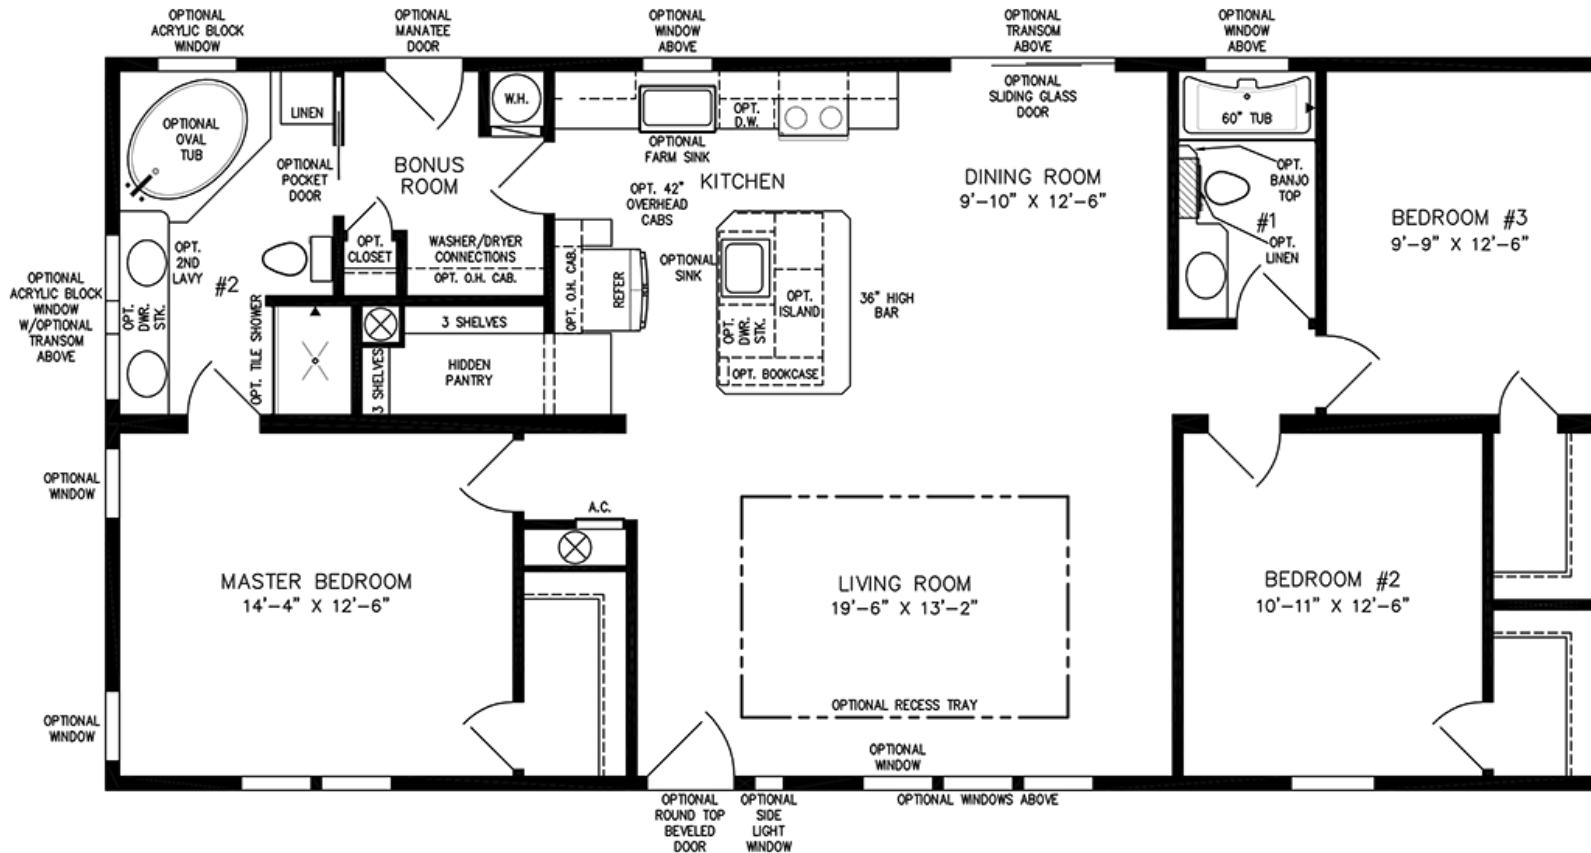 OPTIONAL
ACRYLIC BLOCK
WINDOW
OPTIONAL
MANATEE
DOOR
OPTIONAL
WINDOW
ABOVE
OPTIONAL
TRANSOM
ABOVE
OPTIONAL
WINDOW
ABOVE
OPTIONAL
OVAL
TUB
LINEN
OPTIONAL
POCKET
DOOR
BONUS
ROOM
W.H.
OPT.
D.W.
OPTIONAL
FARM SINK
KITCHEN
OPT. 42"
OVERHEAD
CABS
OPTIONAL
SLIDING GLASS
DOOR
DINING ROOM
9'-10" X 12'-6"
60" TUB
OPT.
BANJO
TOP
#1
OPT.
LINEN
BEDROOM #3
9'-9" X 12'-6"
OPT.
2ND
LAVY
#2
OPT.
CLOSET
WASHER/DRYER
CONNECTIONS
OPT. O.H. CAB.
OPT. O.H. CAB.
REFER
OPTIONAL
SINK
OPT.
ISLAND
OPT.
DWR.
STK.
OPT. BOOKCASE
36" HIGH
BAR
OPTIONAL
ACRYLIC BLOCK
WINDOW
W/OPTIONAL
TRANSOM
ABOVE
OPT.
DWR.
STK.
OPT. TILE SHOWER
3 SHELVES
3 SHELVES
HIDDEN
PANTRY
OPTIONAL
WINDOW
A.C.
MASTER BEDROOM
14'-4" X 12'-6"
LIVING ROOM
19'-6" X 13'-2"
OPTIONAL RECESS TRAY
BEDROOM #2
10'-11" X 12'-6"
OPTIONAL
WINDOW
OPTIONAL
WINDOW
OPTIONAL
ROUND TOP
BEVELED
DOOR
OPTIONAL
SIDE
LIGHT
WINDOW
OPTIONAL WINDOWS ABOVE